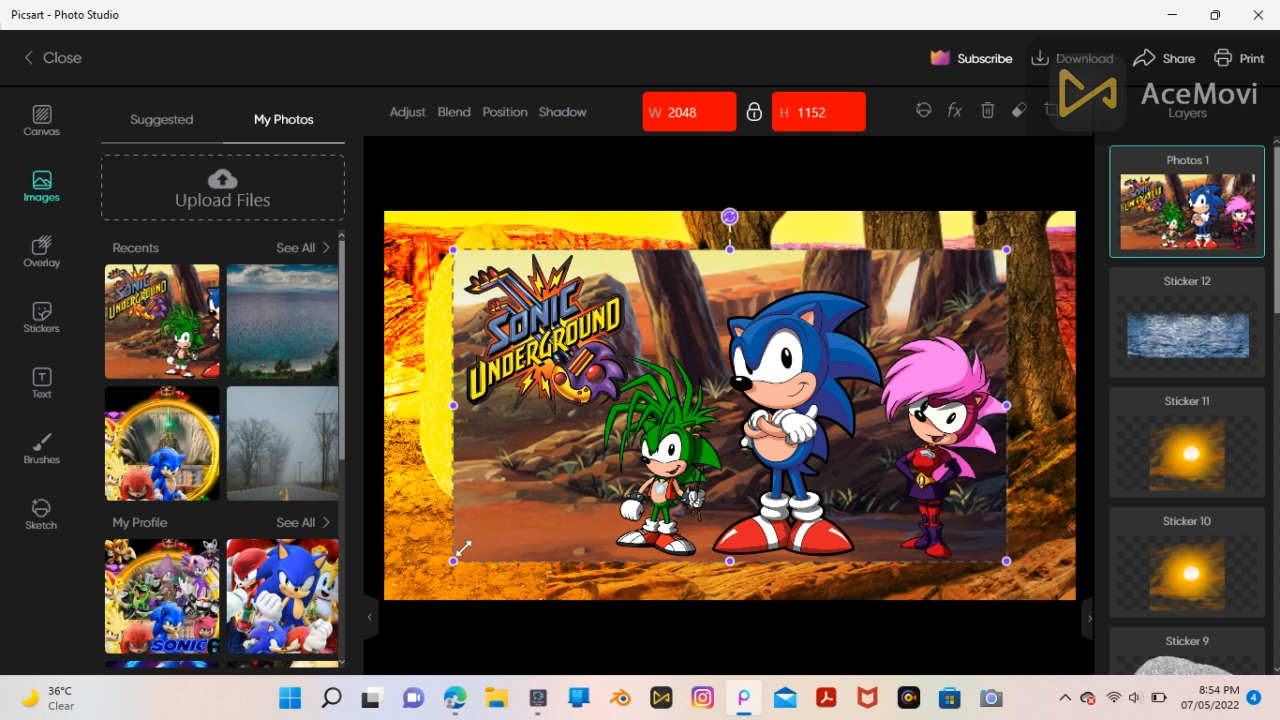 Picsart - Photo Studio
Close
Subscribe
Download
Share
Print
AceMovi
Canvas
Images
Overlay
Stickers
Text
Brushes
Sketch
Suggested
My Photos
Upload Files
Recents
See All
My Profile
See All
SONIC
Adjust
Blend
Position
Shadow
W 2048
H 1152
fx
SONIC
UNDERGROUND
Layers
Photos 1
Sticker 12
Sticker 11
Sticker 10
Sticker 9
36°C
Clear
8:54 PM
07/05/2022
4